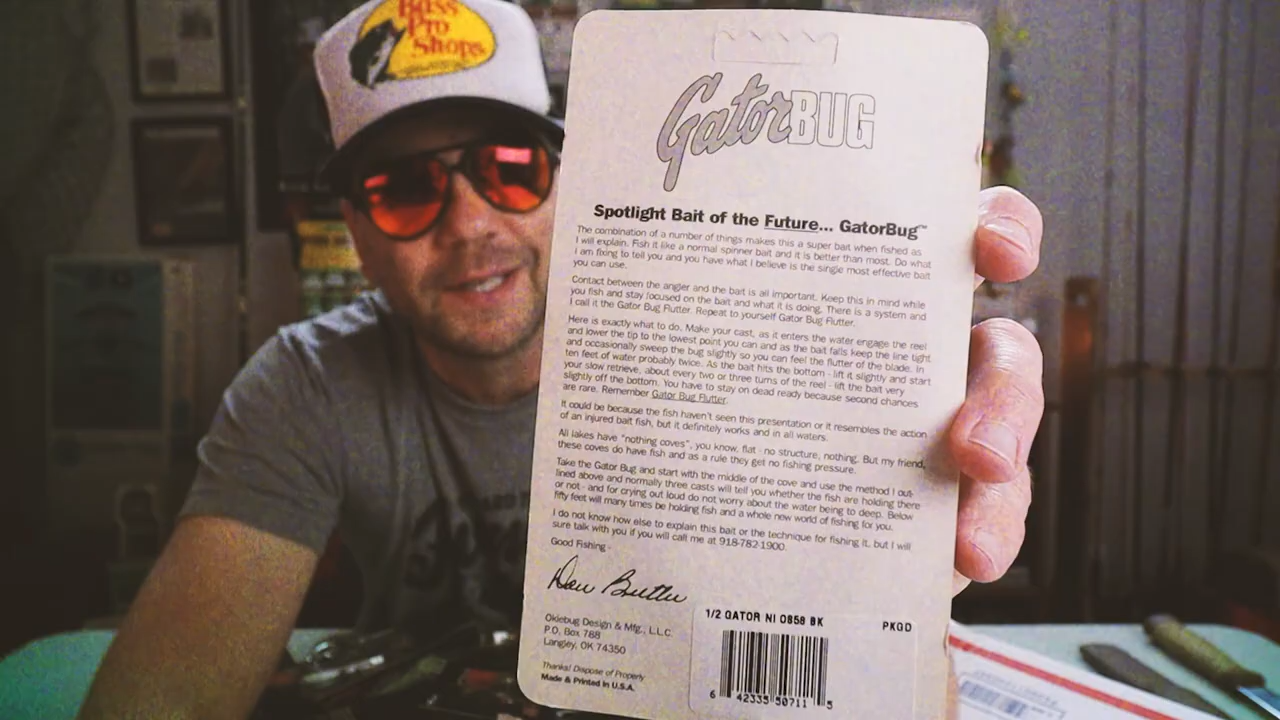 Bass
Pro
Shops
GatorBUG
Spotlight Bait of the Future... GatorBug™
The combination of a number of things makes this a super bait when fished as
I will explain. Fish it like a normal spinner bait and it is better than most. Do what
I am fixing to tell you and you have what I believe is the single most effective bait
you can use.
Contact between the angler and the bait is all important. Keep this in mind while
you fish and stay focused on the bait and what it is doing. There is a system and
I call it the Gator Bug Flutter. Repeat to yourself Gator Bug Flutter.
Here is exactly what to do. Make your cast, as it enters the water engage the reel
and lower the tip to the lowest point you can and as the bait falls keep the line tight
and occasionally sweep the bug slightly so you can feel the flutter of the blade. In
ten feet of water probably twice. As the bait hits the bottom - lift it slightly and start
your slow retrieve, about every two or three turns of the reel - lift the bait very
slightly off the bottom. You have to stay on dead ready because second chances
are rare. Remember Gator Bug Flutter.
It could be because the fish haven't seen this presentation or it resembles the action
of an injured bait fish, but it definitely works and in all waters.
All lakes have "nothing coves", you know, flat - no structure, nothing. But my friend,
these coves do have fish and as a rule they get no fishing pressure.
Take the Gator Bug and start with the middle of the cove and use the method I out-
lined above and normally three casts will tell you whether the fish are holding there
or not - and for crying out loud do not worry about the water being to deep. Below
fifty feet will many times be holding fish and a whole new world of fishing for you.
I do not know how else to explain this bait or the technique for fishing it, but I will
sure talk with you if you will call me at 918-782-1900.
Good Fishing -
Don Butler
Okiebug Design & Mfg., L.L.C.
P.O. Box 788
Langley, OK 74350
Thanks! Dispose of Properly
Made & Printed in U.S.A.
1/2 GATOR NI 0858 BK PKGD
6 42335 50711 5